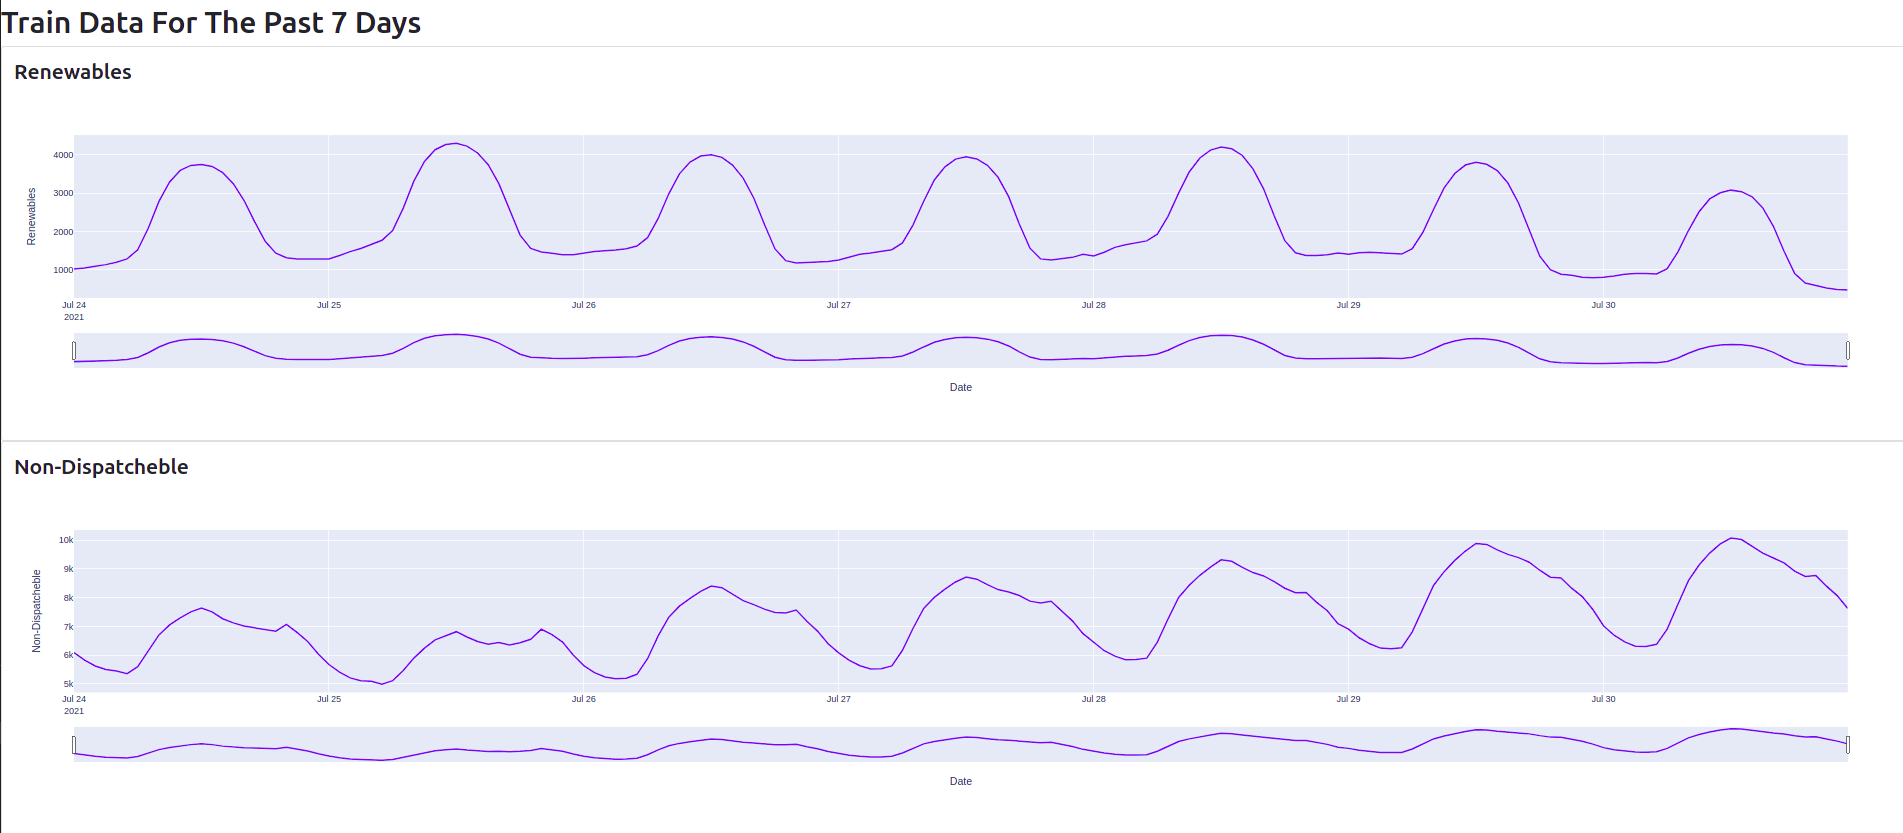 Train Data For The Past 7 Days
Renewables
4000
3000
2000
1000
Renewables
Jul 24 Jul 25 Jul 26 Jul 27 Jul 28 Jul 29 Jul 30
2021
Date
Non-Dispatcheble
10k
9k
8k
7k
6k
5k
Non-Dispatcheble
Jul 24 Jul 25 Jul 26 Jul 27 Jul 28 Jul 29 Jul 30
2021
Date